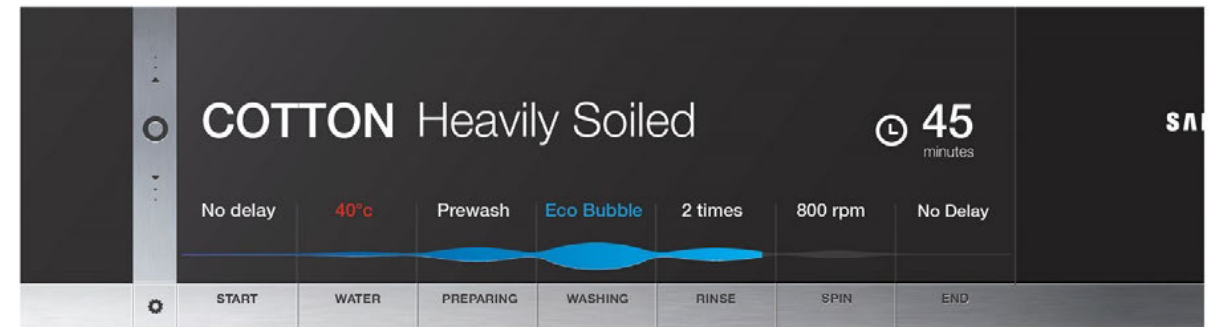 COTTON Heavily Soiled
45
minutes
No delay 40°c Prewash Eco Bubble 2 times 800 rpm No Delay
START WATER PREPARING WASHING RINSE SPIN END